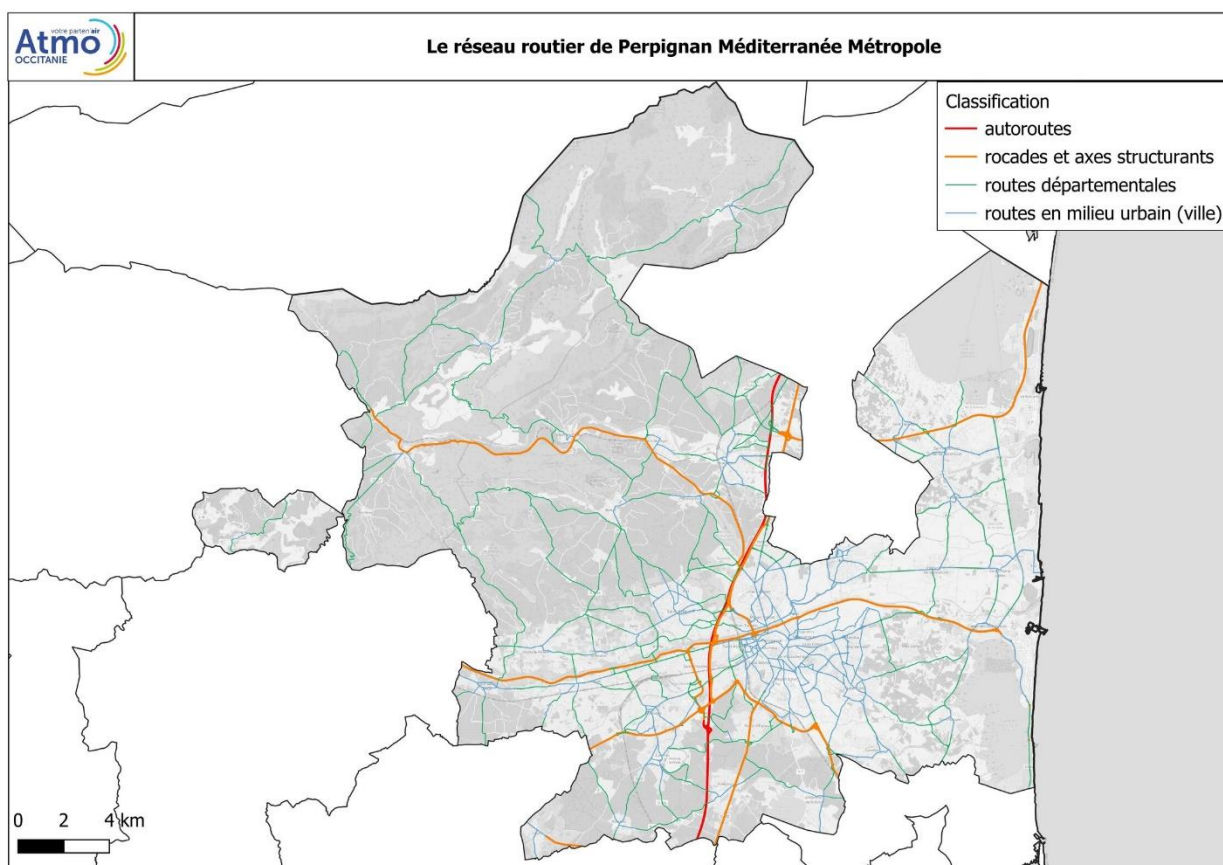 votre parten'air
Atmo
OCCITANIE
Le réseau routier de Perpignan Méditerranée Métropole
Classification
autoroutes
rocades et axes structurants
routes départementales
routes en milieu urbain (ville)
0 2 4 km